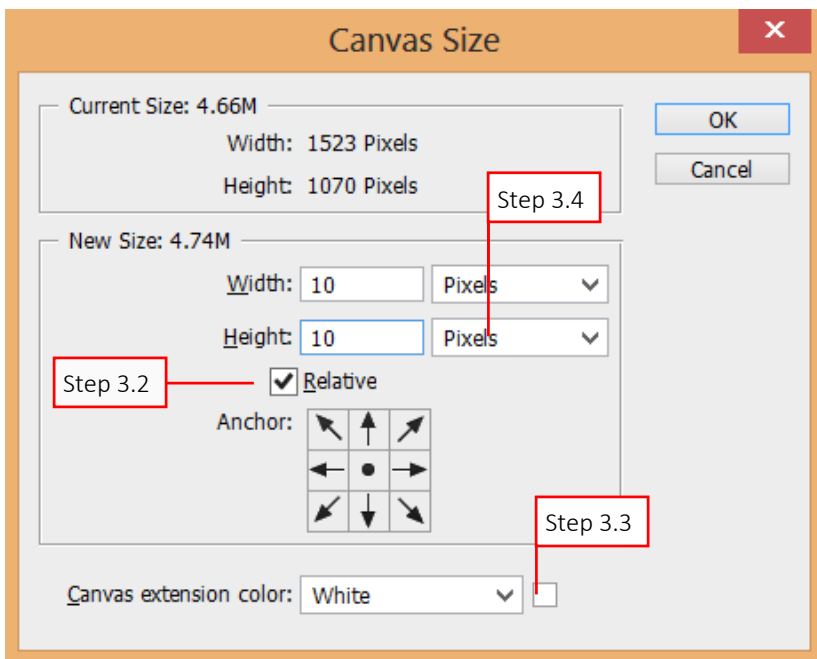 Canvas Size
Current Size: 4.66M
Width: 1523 Pixels
Height: 1070 Pixels
OK
Cancel
Step 3.4
New Size: 4.74M
Width: 10 Pixels
Height: 10 Pixels
Step 3.2
Relative
Anchor:
Step 3.3
Canvas extension color: White